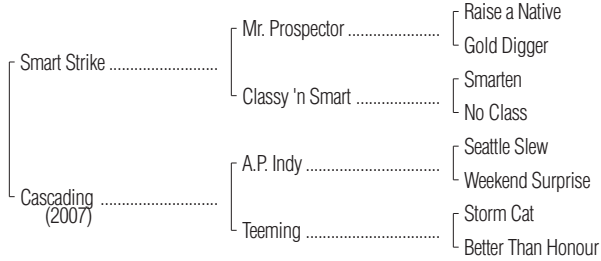 Raise a Native
Mr. Prospector ......................
Gold Digger
Smart Strike ..........................
Smarten
Classy 'n Smart ....................
No Class
Seattle Slew
A.P. Indy ................................
Weekend Surprise
Cascading ............................
(2007)
Storm Cat
Teeming ................................
Better Than Honour